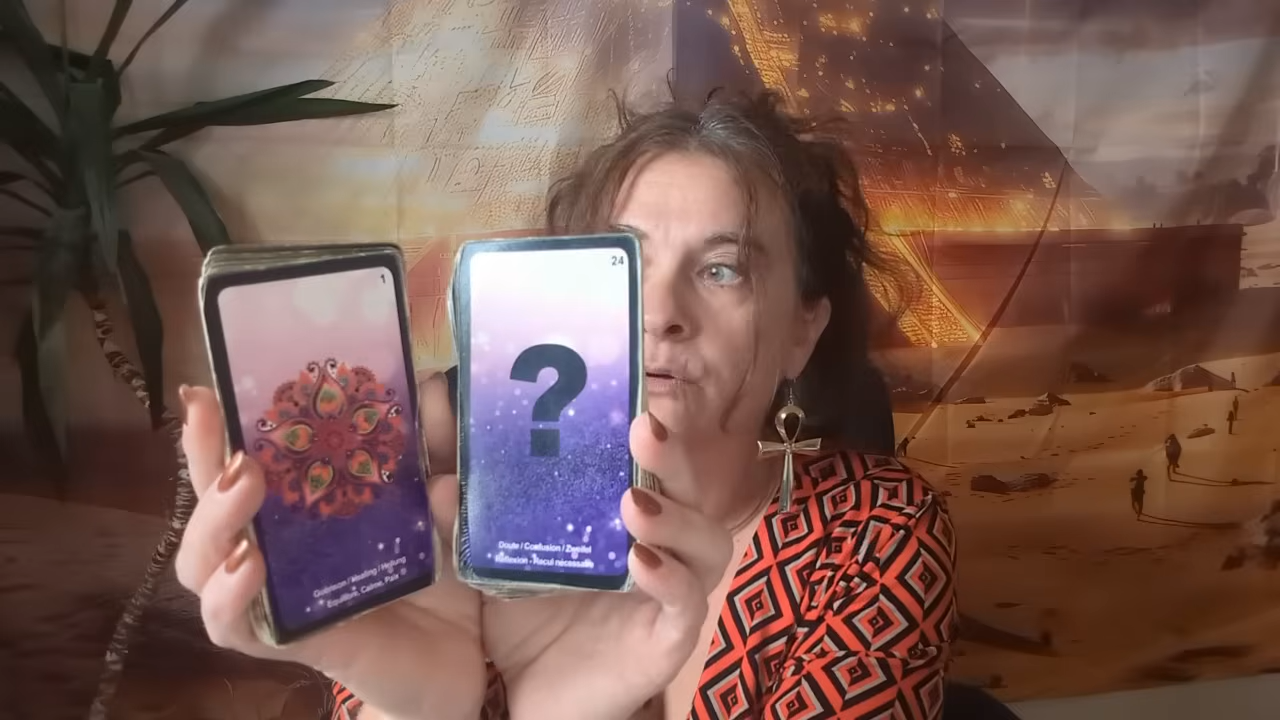 1
Guérison / Healing / Heilung
Equilibre, Calme, Paix
24
Doute / Confusion / Zweifel
Réflexion - Recul nécessaire